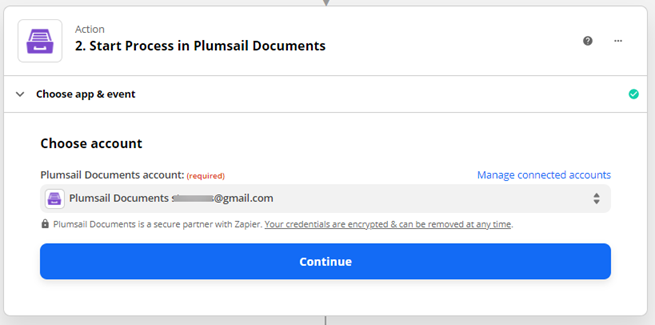 Action
2. Start Process in Plumsail Documents
Choose app & event
Choose account
Plumsail Documents account: (required) Manage connected accounts
Plumsail Documents @gmail.com
Plumsail Documents is a secure partner with Zapier. Your credentials are encrypted & can be removed at any time.
Continue